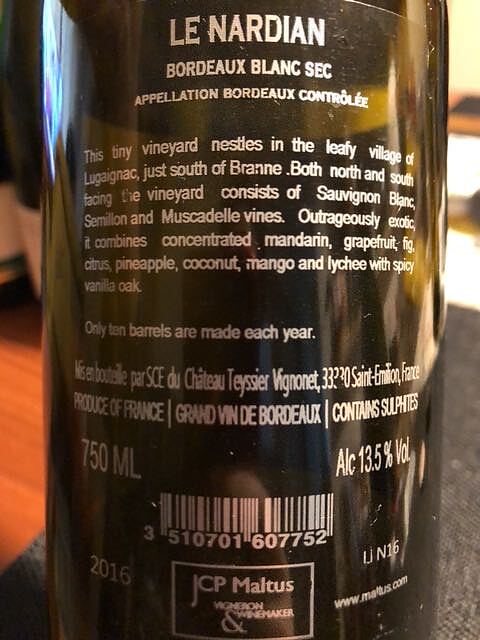 LE NARDIAN
BORDEAUX BLANC SEC
APPELLATION BORDEAUX CONTRÔLÉE
This tiny vineyard nestles in the leafy village of
Lugaignac, just south of Branne .Both north and south
facing the vineyard consists of Sauvignon Blanc,
Semillon and Muscadelle vines. Outrageously exotic,
it combines concentrated mandarin, grapefruit, fig,
citrus, pineapple, coconut, mango and lychee with spicy
vanilla oak.
Only ten barrels are made each year.
Mis en bouteille par SCE du Château Teyssier Vignonet, 33330 Saint-Emilion, France
PRODUCE OF FRANCE | GRAND VIN DE BORDEAUX | CONTAINS SULPHITES
750 ML
Alc 13.5 % Vol.
3 510701 607752
2016
Li N16
JCP Maltus
VIGNERON
& WINEMAKER
www.maltus.com